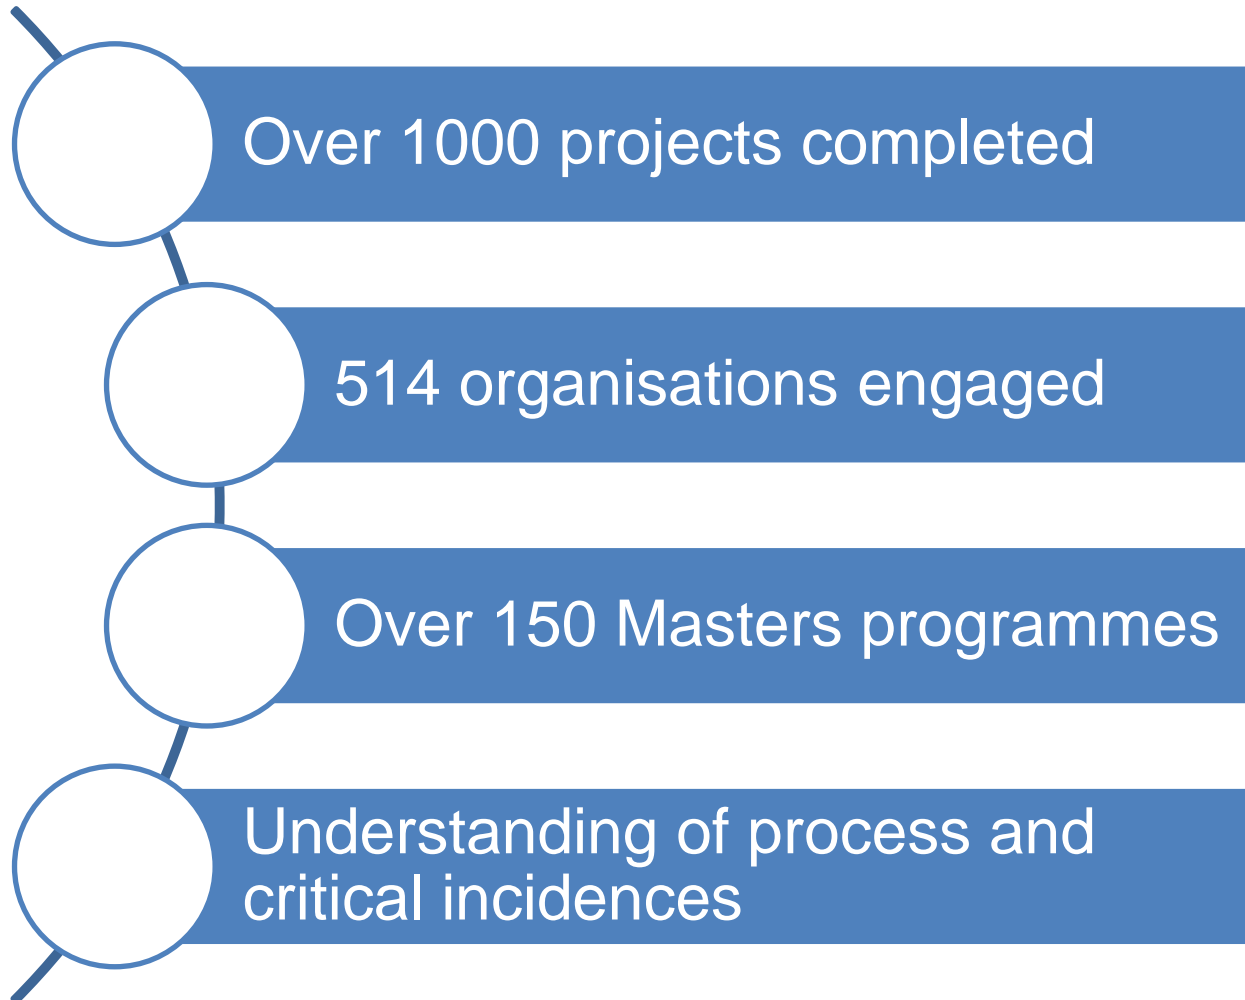 Over 1000 projects completed
514 organisations engaged
Over 150 Masters programmes
Understanding of process and
critical incidences